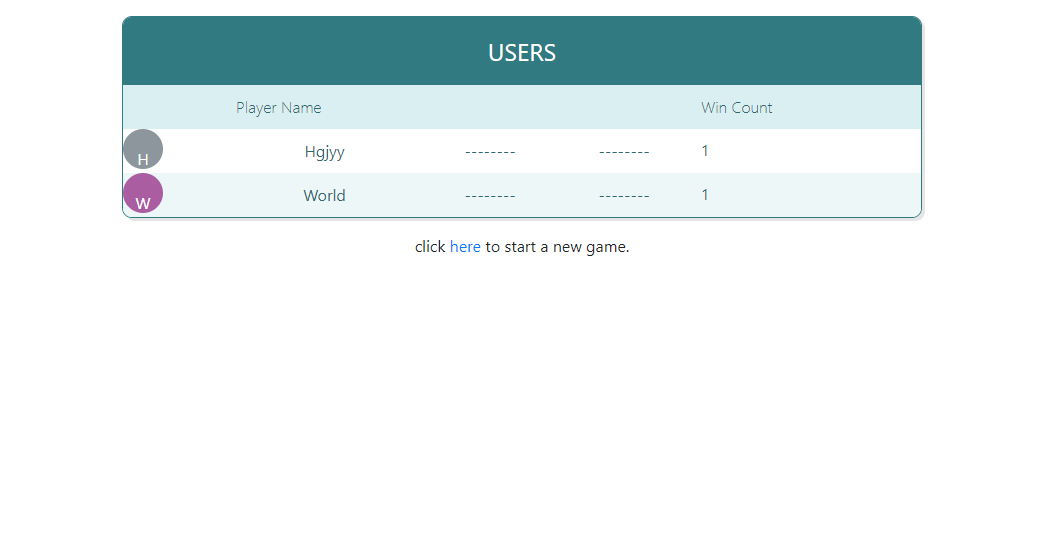 USERS
Player Name Win Count
H Hgjyy -------- -------- 1
W World -------- -------- 1
click here to start a new game.